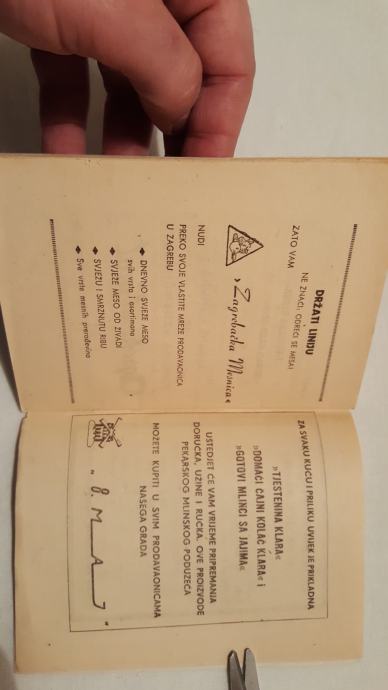 DRŽATI LINIJU
NE ZNAČI, ODREĆI SE MESA!
ZATO VAM
»Zagrebačka Mesnica«
NUDI
PREKO SVOJE VLASTITE MREŽE PRODAVAONICA
U ZAGREBU
◆ DNEVNO SVJEŽE MESO
svih vrsta i asortimana
◆ SVJEŽE MESO OD ŽIVADI
◆ SVJEŽU I SMRZNUTU RIBU
◆ Sve vrste mesnih prerađevina
ZA SVAKU KUĆU I PRILIKU UVIJEK JE PRIKLADNA
»TJESTENINA KLARA«
»DOMAĆI ČAJNI KOLAČ KLARA« i
»GOTOVI MLINCI SA JAJIMA«
USTEDJET ĆE VAM VRIJEME PRIPREMANJA
DORUČKA, UŽINE I RUČKA. OVE PROIZVODE
PEKARSKOG MLINSKOG PODUZEĆA
MOŽETE KUPITI U SVIM PRODAVAONICAMA
NAŠEGA GRADA
„8. MAJ”